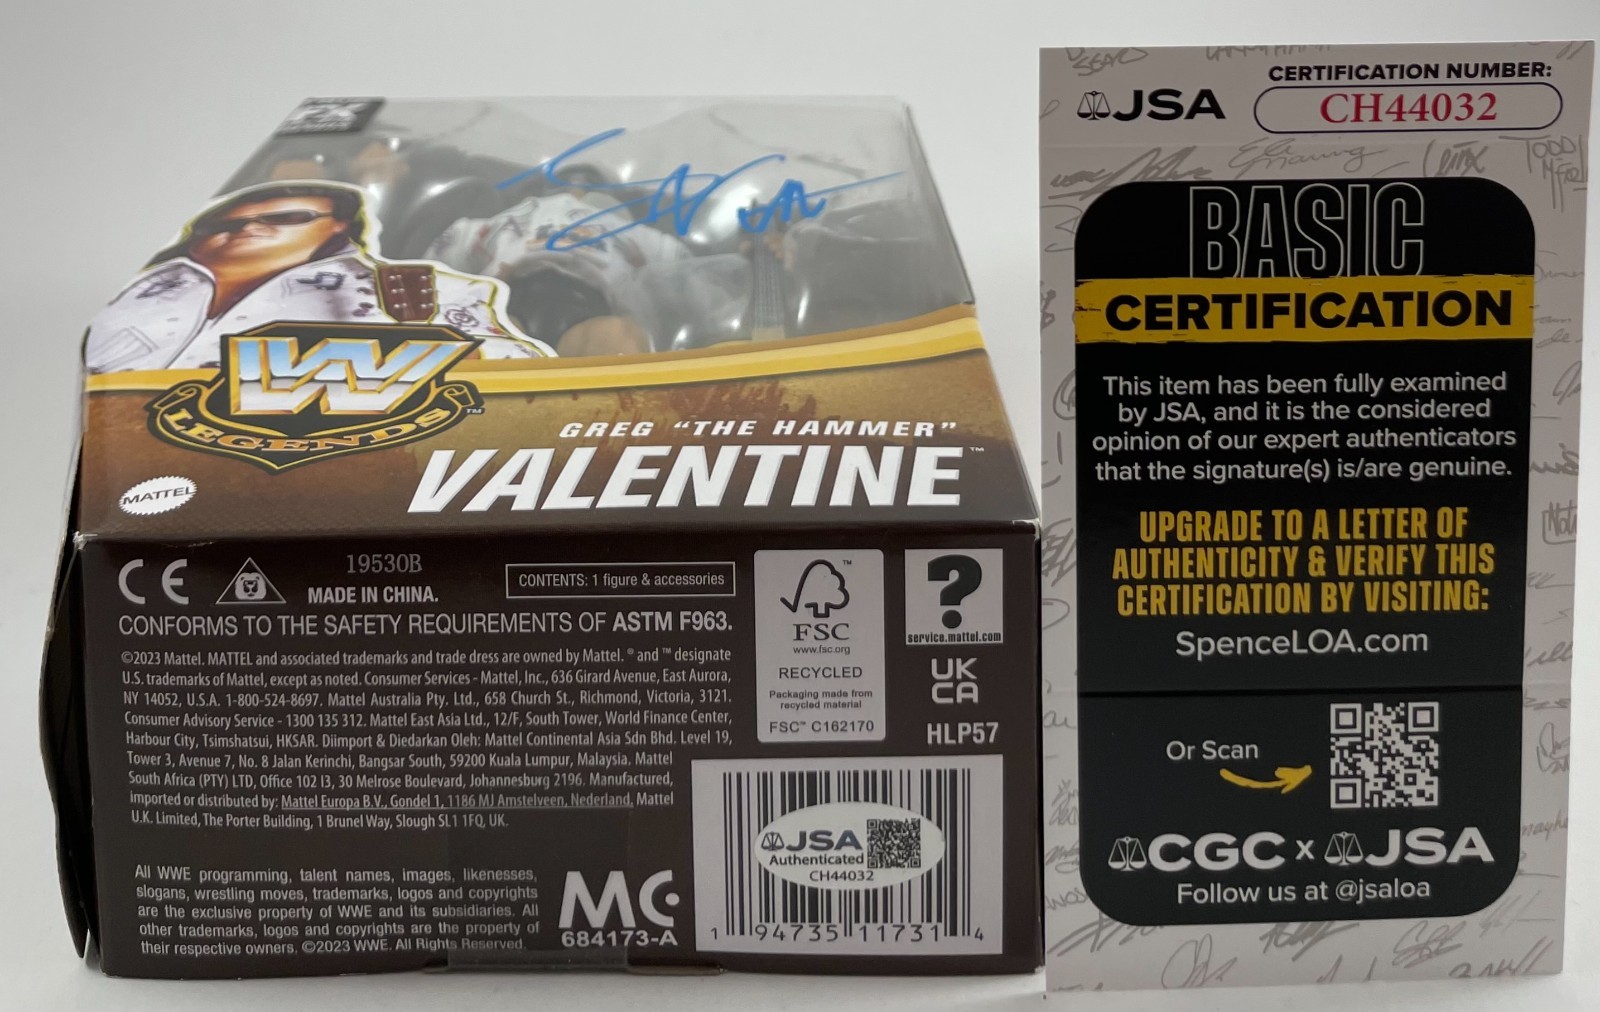 WW
LEGENDS™
GREG "THE HAMMER"
VALENTINE™
MATTEL
CE
19530B
MADE IN CHINA.
CONTENTS: 1 figure & accessories
CONFORMS TO THE SAFETY REQUIREMENTS OF ASTM F963.
©2023 Mattel. MATTEL and associated trademarks and trade dress are owned by Mattel. ® and ™ designate
U.S. trademarks of Mattel, except as noted. Consumer Services - Mattel, Inc., 636 Girard Avenue, East Aurora,
NY 14052, U.S.A. 1-800-524-8697. Mattel Australia Pty. Ltd., 658 Church St., Richmond, Victoria, 3121.
Consumer Advisory Service - 1300 135 312. Mattel East Asia Ltd., 12/F, South Tower, World Finance Center,
Harbour City, Tsimshatsui, HKSAR. Diimport & Diedarkan Oleh: Mattel Continental Asia Sdn Bhd. Level 19,
Tower 3, Avenue 7, No. 8 Jalan Kerinchi, Bangsar South, 59200 Kuala Lumpur, Malaysia. Mattel
South Africa (PTY) LTD, Office 102 I3, 30 Melrose Boulevard, Johannesburg 2196. Manufactured,
imported or distributed by: Mattel Europa B.V., Gondel 1, 1186 MJ Amstelveen, Nederland. Mattel
U.K. Limited, The Porter Building, 1 Brunel Way, Slough SL1 1FQ, UK.
All WWE programming, talent names, images, likenesses,
slogans, wrestling moves, trademarks, logos and copyrights
are the exclusive property of WWE and its subsidiaries. All
other trademarks, logos and copyrights are the property of
their respective owners. ©2023 WWE. All Rights Reserved.
MC
684173-A
FSC
www.fsc.org
RECYCLED
Packaging made from
recycled material
FSC™ C162170
?
service.mattel.com
UK
CA
HLP57
JSA
Authenticated
CH44032
1 94735 11731 4
JSA
CERTIFICATION NUMBER:
CH44032
BASIC
CERTIFICATION
This item has been fully examined
by JSA, and it is the considered
opinion of our expert authenticators
that the signature(s) is/are genuine.
UPGRADE TO A LETTER OF
AUTHENTICITY & VERIFY THIS
CERTIFICATION BY VISITING:
SpenceLOA.com
Or Scan
CGC x JSA
Follow us at @jsaloa